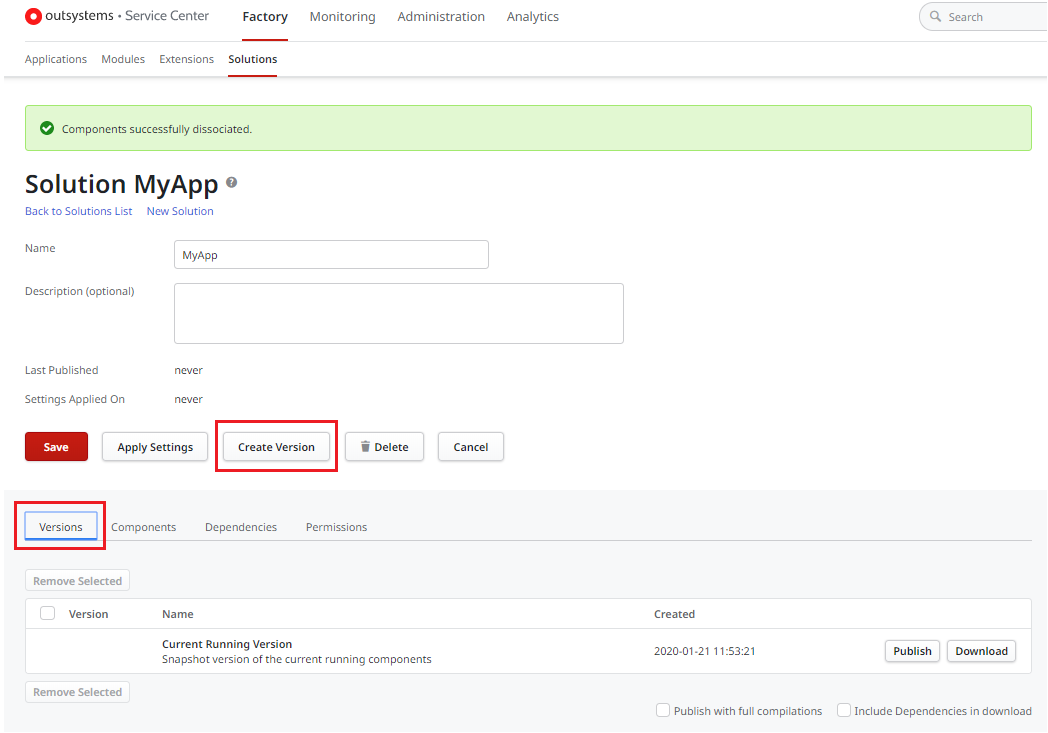 outsystems • Service Center Factory Monitoring Administration Analytics Search
Applications Modules Extensions Solutions
Components successfully dissociated.
Solution MyApp ?
Back to Solutions List New Solution
Name MyApp
Description (optional)
Last Published never
Settings Applied On never
Save Apply Settings Create Version Delete Cancel
Versions Components Dependencies Permissions
Remove Selected
Version Name Created
Current Running Version
Snapshot version of the current running components 2020-01-21 11:53:21 Publish Download
Remove Selected
Publish with full compilations Include Dependencies in download